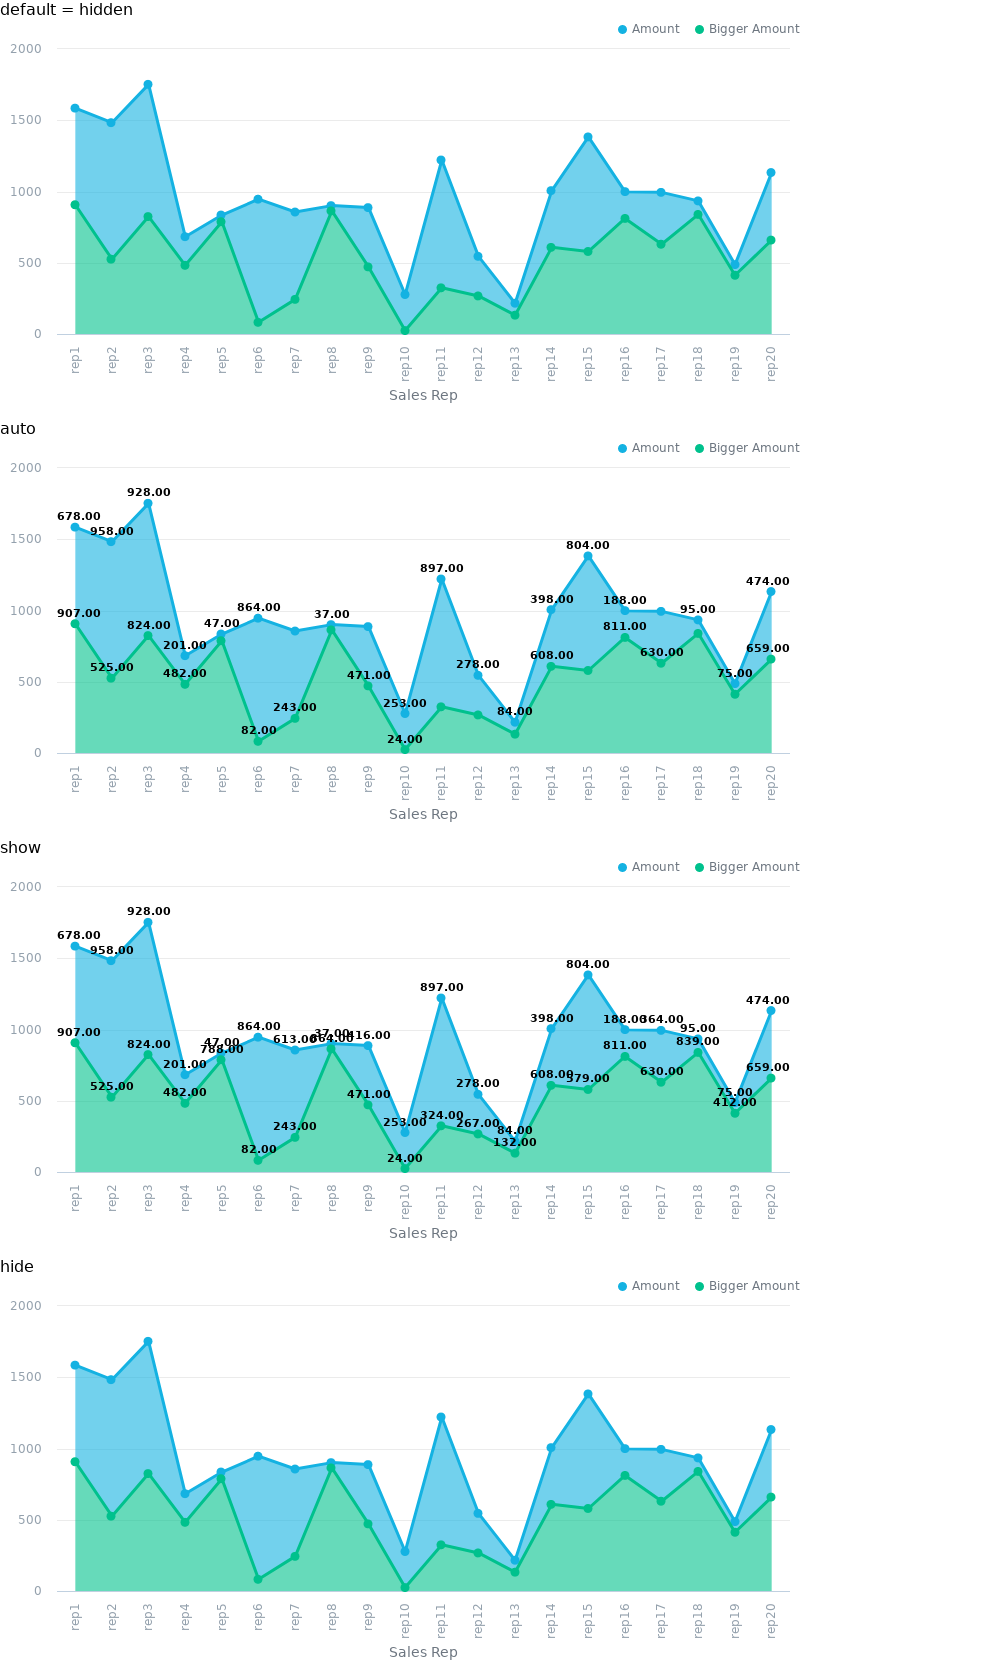 default = hidden
Amount Bigger Amount
2000
1500
1000
500
0
rep1 rep2 rep3 rep4 rep5 rep6 rep7 rep8 rep9 rep10 rep11 rep12 rep13 rep14 rep15 rep16 rep17 rep18 rep19 rep20
Sales Rep
auto
Amount Bigger Amount
2000
928.00
678.00
958.00
1500
804.00
897.00
474.00
1000
907.00 864.00 398.00 188.00
824.00 47.00 37.00 811.00 95.00
201.00 608.00 630.00 659.00
525.00 482.00 471.00 278.00 75.00
500
243.00 253.00 84.00
82.00 24.00
0
rep1 rep2 rep3 rep4 rep5 rep6 rep7 rep8 rep9 rep10 rep11 rep12 rep13 rep14 rep15 rep16 rep17 rep18 rep19 rep20
Sales Rep
show
Amount Bigger Amount
2000
928.00
678.00
958.00
1500
804.00
897.00
474.00
1000
907.00 864.00 398.00 188.00 364.00
824.00 47.00 613.00 37.00 864.00 416.00 811.00 95.00
788.00 839.00
201.00 608.00 579.00 630.00 659.00
525.00 482.00 471.00 278.00 75.00
500
412.00
243.00 253.00 324.00 267.00 84.00
82.00 24.00 132.00
0
rep1 rep2 rep3 rep4 rep5 rep6 rep7 rep8 rep9 rep10 rep11 rep12 rep13 rep14 rep15 rep16 rep17 rep18 rep19 rep20
Sales Rep
hide
Amount Bigger Amount
2000
1500
1000
500
0
rep1 rep2 rep3 rep4 rep5 rep6 rep7 rep8 rep9 rep10 rep11 rep12 rep13 rep14 rep15 rep16 rep17 rep18 rep19 rep20
Sales Rep